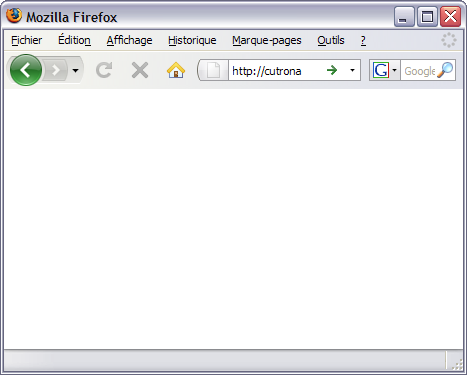 Mozilla Firefox
Fichier Édition Affichage Historique Marque-pages Outils ?
http://cutrona G Google